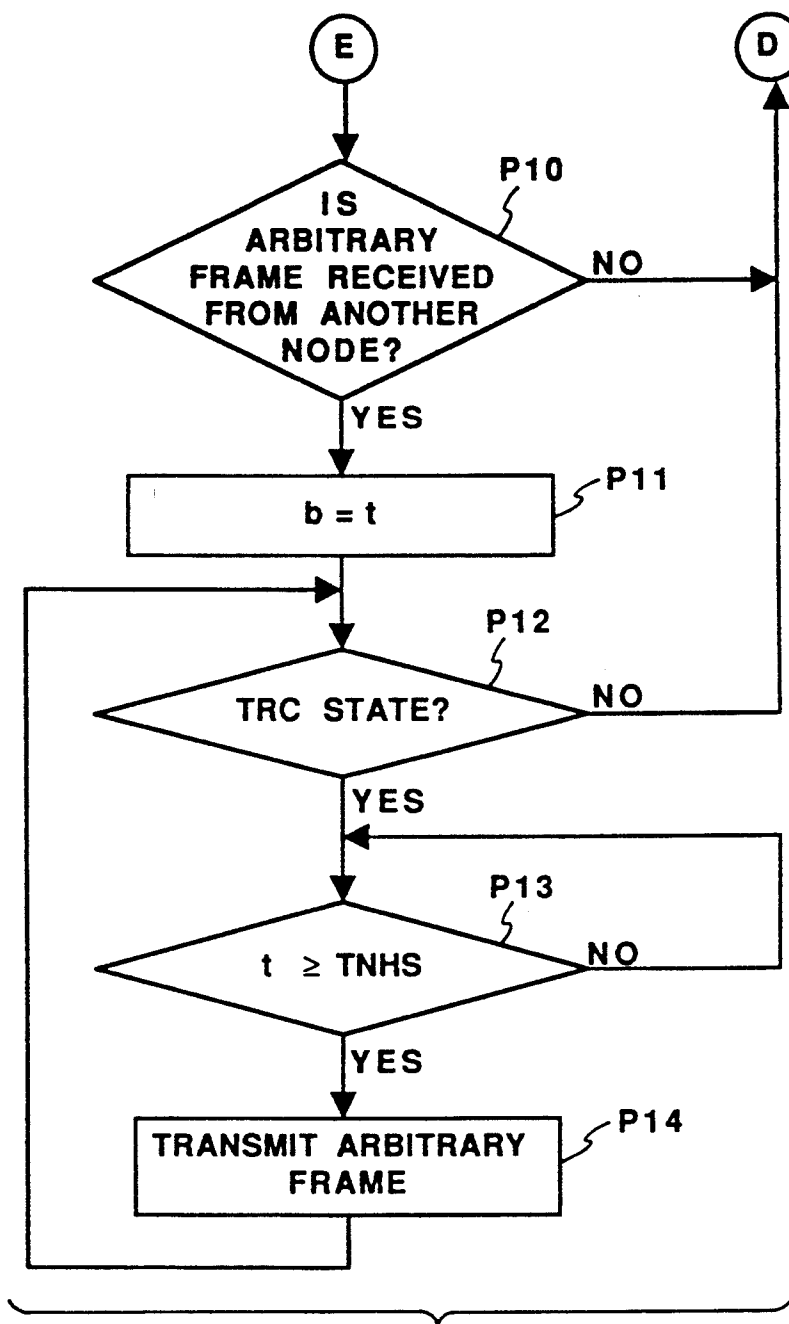 E
D
P10
IS
ARBITRARY
FRAME RECEIVED
FROM ANOTHER
NODE?
NO
YES
P11
b = t
P12
TRC STATE?
NO
YES
P13
t ≥ TNHS
NO
YES
P14
TRANSMIT ARBITRARY
FRAME